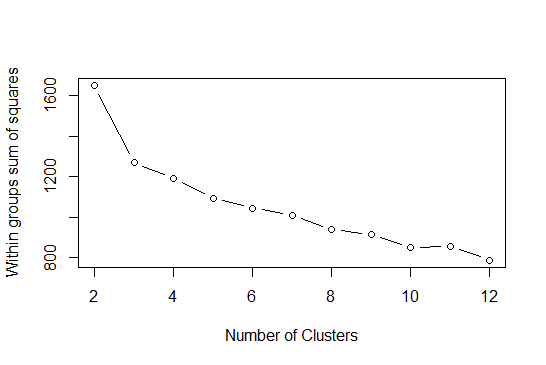 Within groups sum of squares
1600
1200
800
2 4 6 8 10 12
Number of Clusters